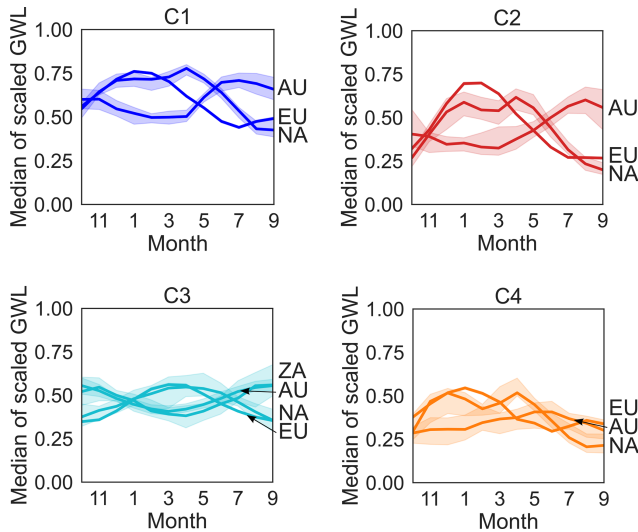 C1
Median of scaled GWL
1.00
0.75
0.50
0.25
0.00
11 1 3 5 7 9
Month
AU
EU
NA
C2
Median of scaled GWL
1.00
0.75
0.50
0.25
0.00
11 1 3 5 7 9
Month
AU
EU
NA
C3
Median of scaled GWL
1.00
0.75
0.50
0.25
0.00
11 1 3 5 7 9
Month
ZA
AU
NA
EU
C4
Median of scaled GWL
1.00
0.75
0.50
0.25
0.00
11 1 3 5 7 9
Month
EU
AU
NA